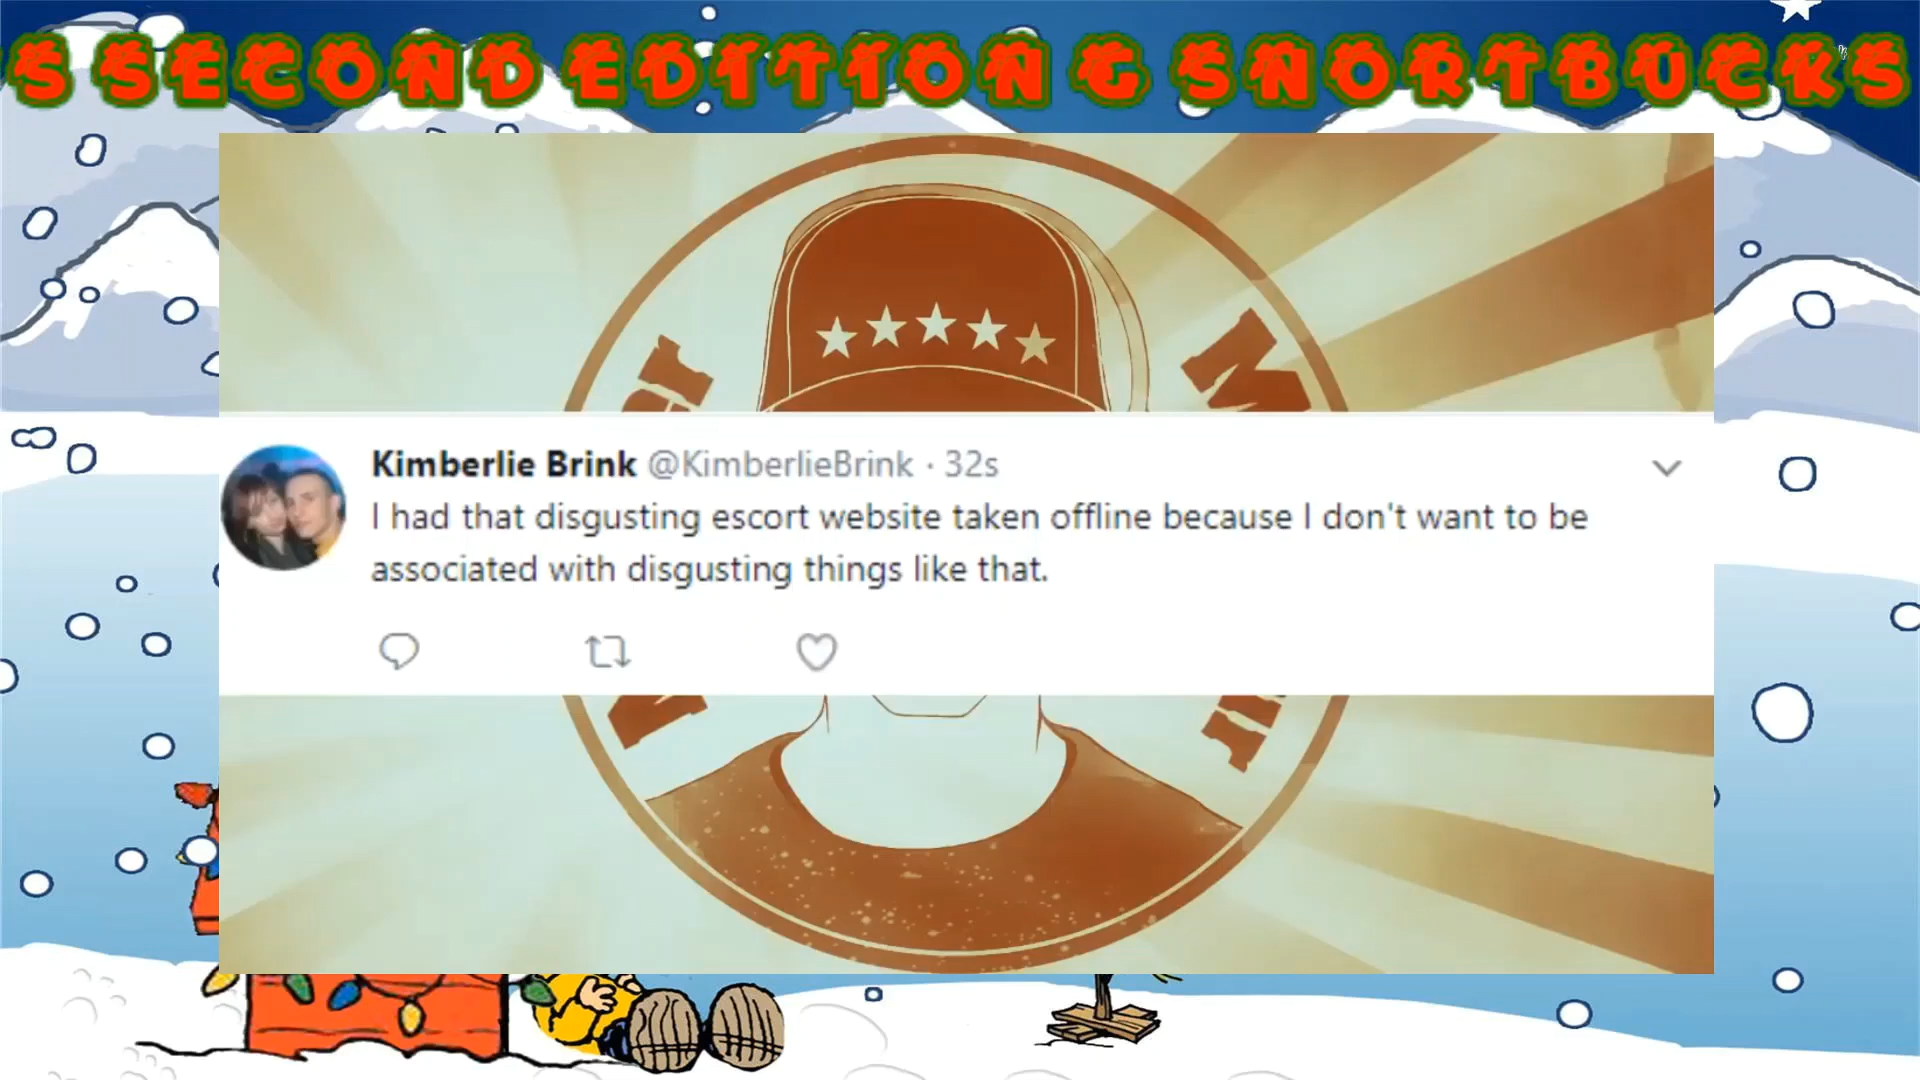 S SECOND EDITION G SNORTBUCKS
Kimberlie Brink @KimberlieBrink · 32s
I had that disgusting escort website taken offline because I don't want to be
associated with disgusting things like that.